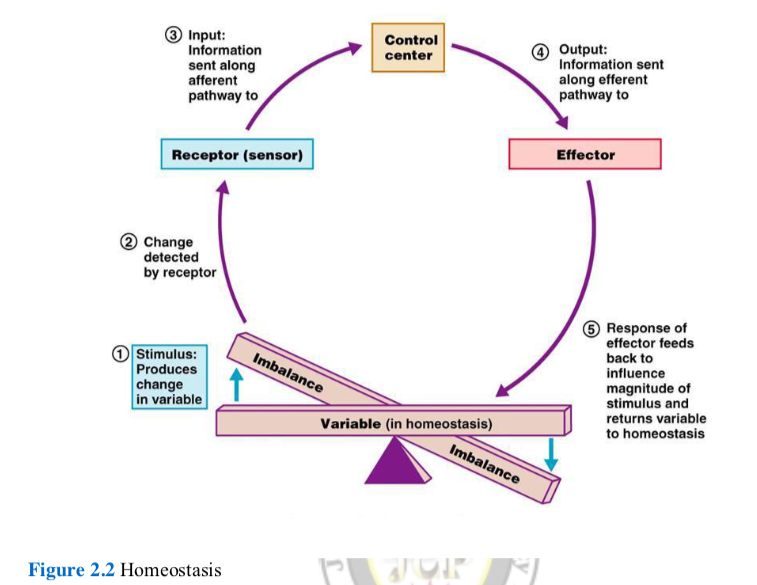 ③ Input:
Information
sent along
afferent
pathway to
Control
center
④ Output:
Information sent
along efferent
pathway to
Receptor (sensor)
Effector
② Change
detected
by receptor
① Stimulus:
Produces
change
in variable
Imbalance
Variable (in homeostasis)
Imbalance
⑤ Response of
effector feeds
back to
influence
magnitude of
stimulus and
returns variable
to homeostasis
Figure 2.2 Homeostasis